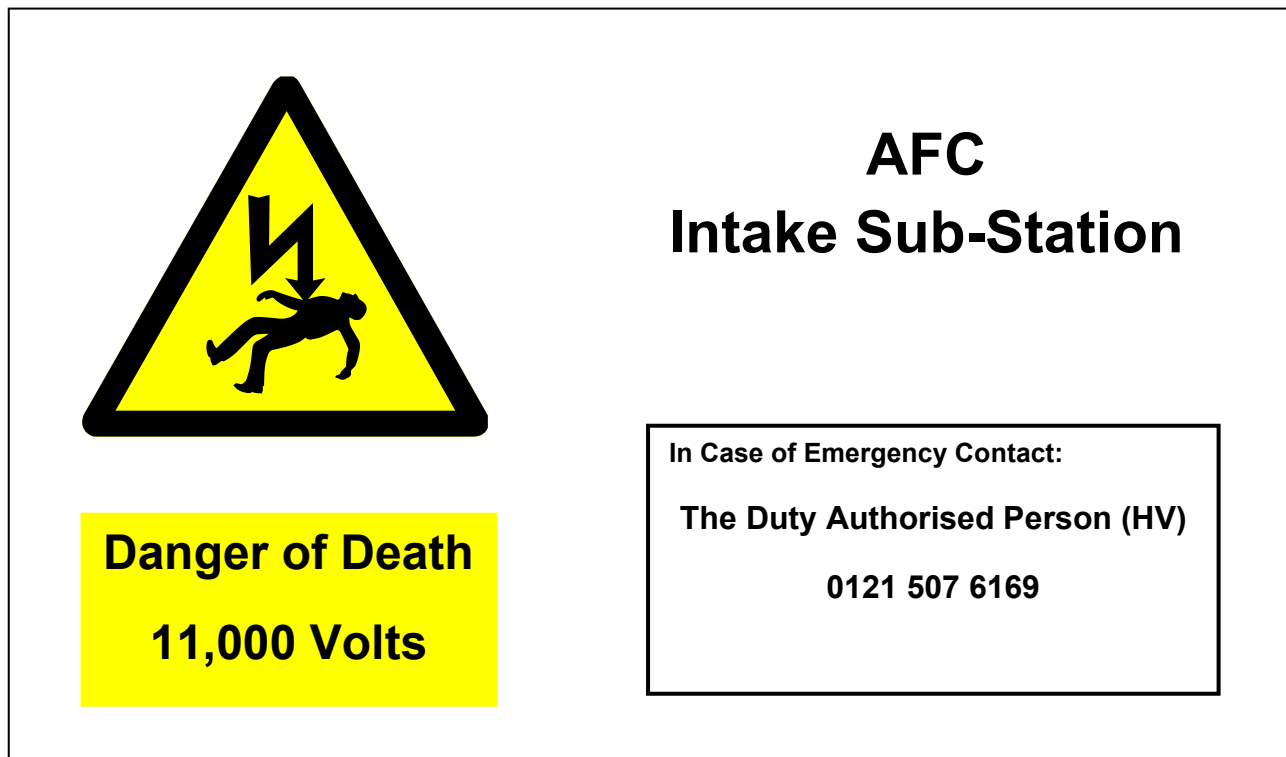 AFC
Intake Sub-Station
Danger of Death
11,000 Volts
In Case of Emergency Contact:
The Duty Authorised Person (HV)
0121 507 6169